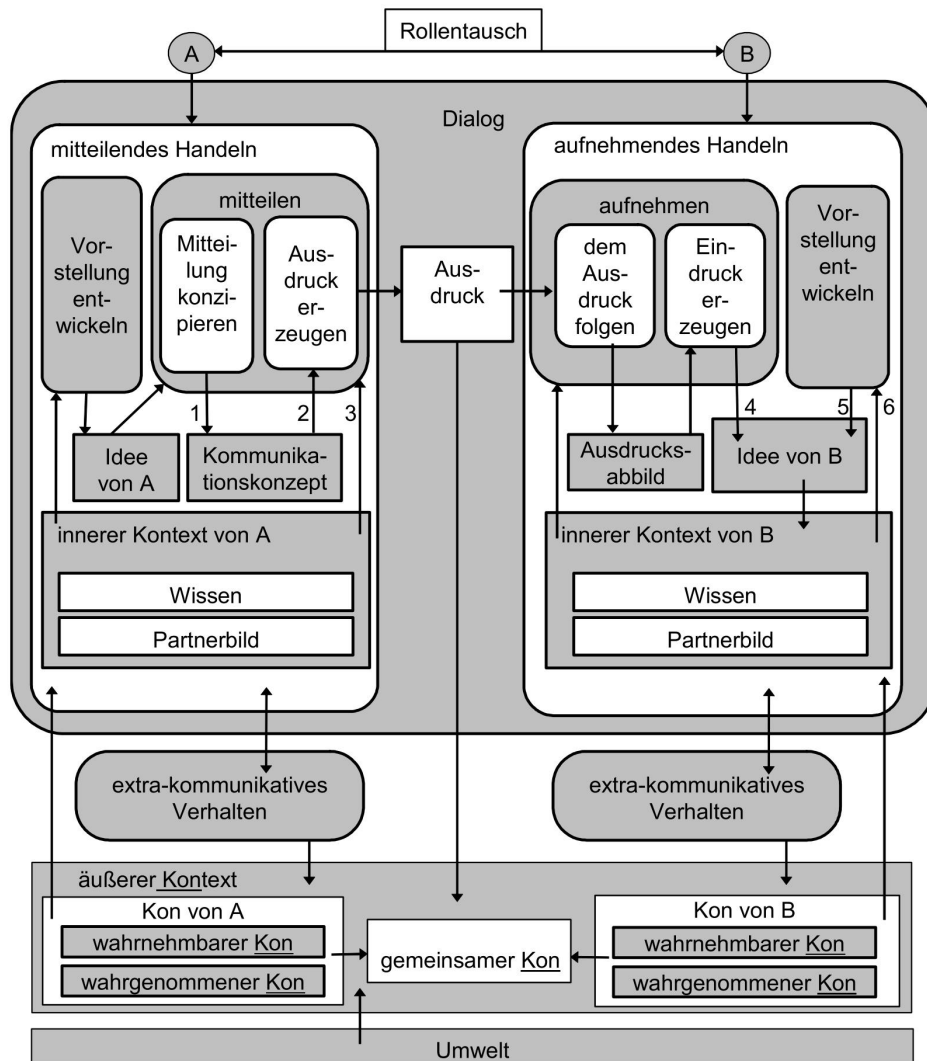 Rollentausch
A
B
Dialog
mitteilendes Handeln
mitteilen
Vor-
stellung
ent-
wickeln
Mittei-
lung
konzi-
pieren
Aus-
druck
er-
zeugen
Aus-
druck
aufnehmendes Handeln
aufnehmen
dem
Aus-
druck
folgen
Ein-
druck
er-
zeugen
Vor-
stellung
ent-
wickeln
1
2
3
4
5
6
Idee
von A
Kommunika-
tionskonzept
Ausdrucks-
abbild
Idee von B
innerer Kontext von A
Wissen
Partnerbild
innerer Kontext von B
Wissen
Partnerbild
extra-kommunikatives
Verhalten
extra-kommunikatives
Verhalten
äußerer Kontext
Kon von A
wahrnehmbarer Kon
wahrgenommener Kon
gemeinsamer Kon
Kon von B
wahrnehmbarer Kon
wahrgenommener Kon
Umwelt